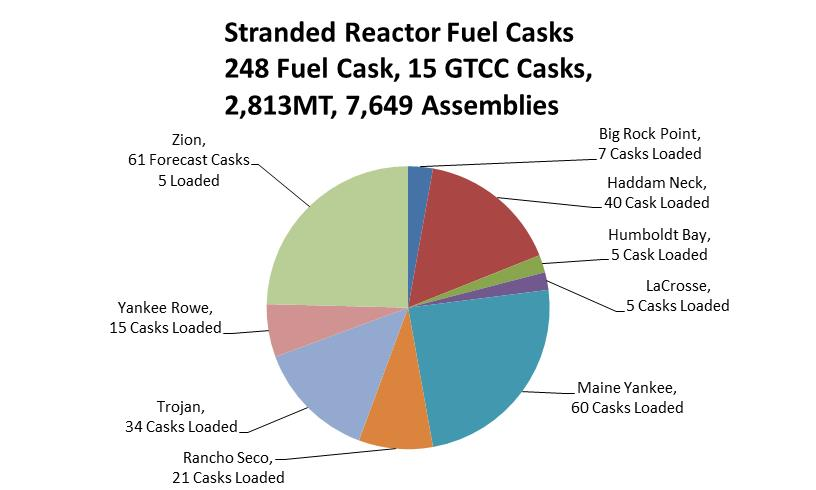 Stranded Reactor Fuel Casks
248 Fuel Cask, 15 GTCC Casks,
2,813MT, 7,649 Assemblies
Big Rock Point,
7 Casks Loaded
Haddam Neck,
40 Cask Loaded
Humboldt Bay,
5 Cask Loaded
LaCrosse,
5 Casks Loaded
Maine Yankee,
60 Casks Loaded
Rancho Seco,
21 Casks Loaded
Trojan,
34 Casks Loaded
Yankee Rowe,
15 Casks Loaded
Zion,
61 Forecast Casks
5 Loaded